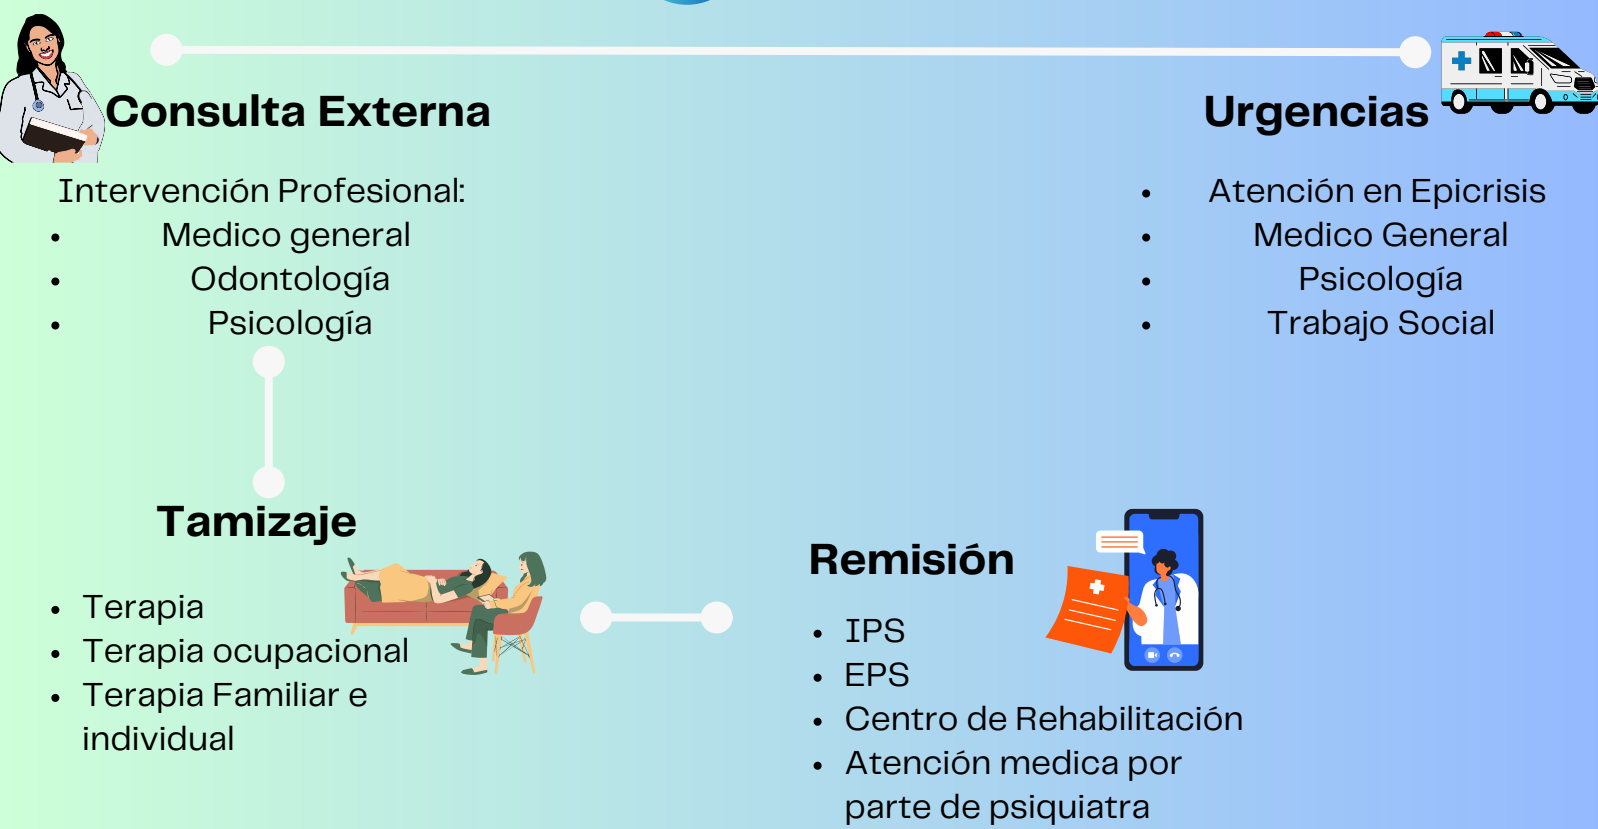 Consulta Externa
Intervención Profesional:
• Medico general
• Odontología
• Psicología
Urgencias
• Atención en Epicrisis
• Medico General
• Psicología
• Trabajo Social
Tamizaje
• Terapia
• Terapia ocupacional
• Terapia Familiar e
individual
Remisión
• IPS
• EPS
• Centro de Rehabilitación
• Atención medica por
parte de psiquiatra